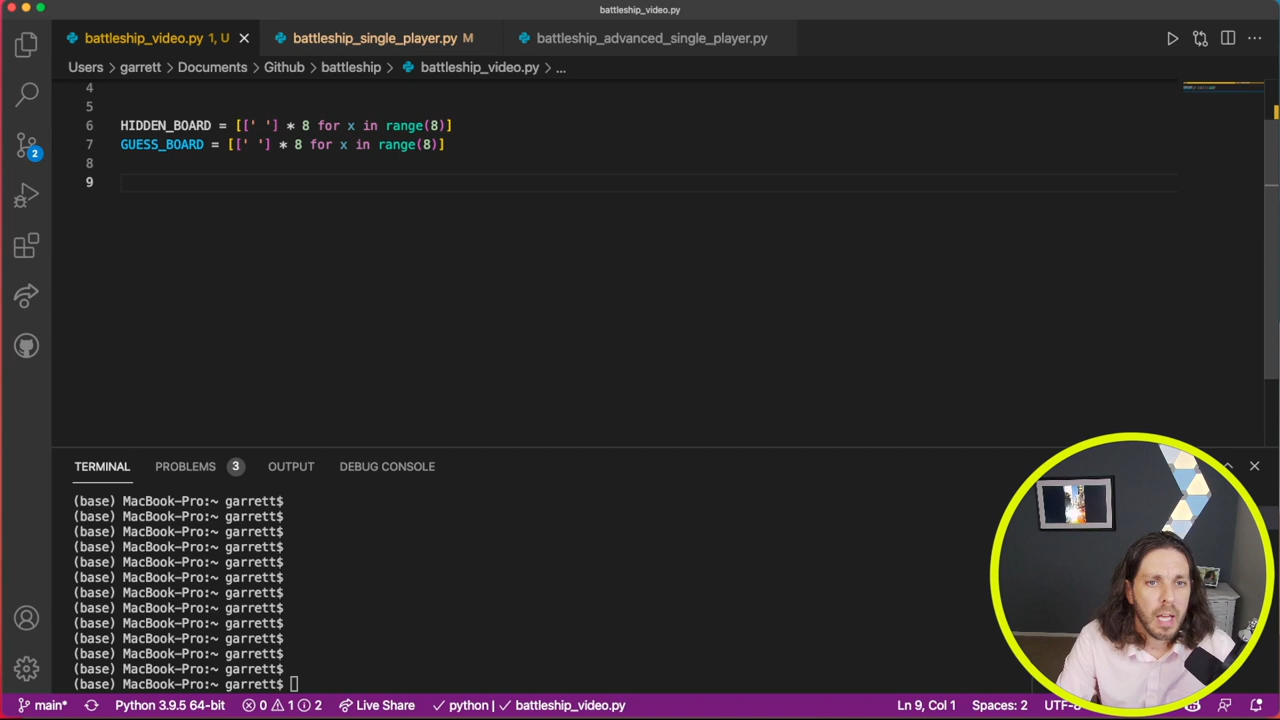 battleship_video.py
battleship_video.py 1, U
battleship_single_player.py M
battleship_advanced_single_player.py
Users > garrett > Documents > Github > battleship > battleship_video.py > ...
4
5
6 HIDDEN_BOARD = [[' '] * 8 for x in range(8)]
7 GUESS_BOARD = [[' '] * 8 for x in range(8)]
8
9
2
TERMINAL PROBLEMS 3 OUTPUT DEBUG CONSOLE
(base) MacBook-Pro:~ garrett$
(base) MacBook-Pro:~ garrett$
(base) MacBook-Pro:~ garrett$
(base) MacBook-Pro:~ garrett$
(base) MacBook-Pro:~ garrett$
(base) MacBook-Pro:~ garrett$
(base) MacBook-Pro:~ garrett$
(base) MacBook-Pro:~ garrett$
(base) MacBook-Pro:~ garrett$
(base) MacBook-Pro:~ garrett$
(base) MacBook-Pro:~ garrett$
(base) MacBook-Pro:~ garrett$
(base) MacBook-Pro:~ garrett$
main* Python 3.9.5 64-bit 0 1 2 Live Share python | battleship_video.py Ln 9, Col 1 Spaces: 2